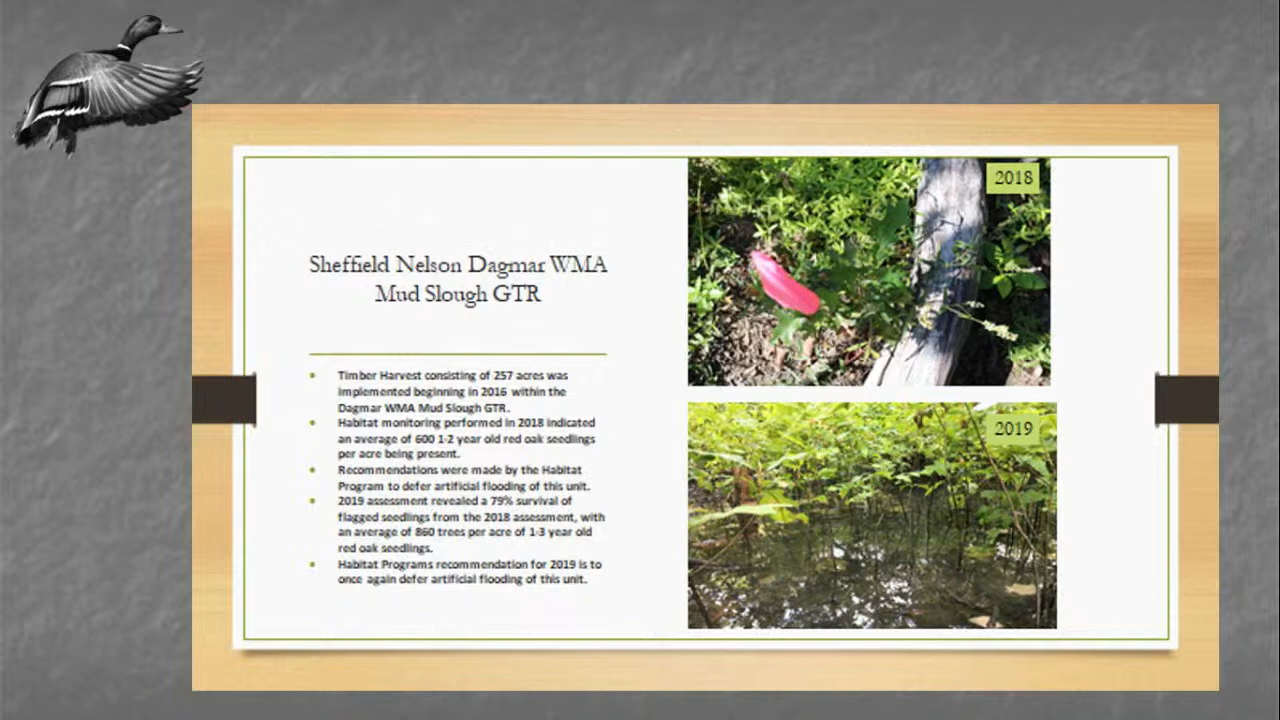 Sheffield Nelson Dagmar WMA
Mud Slough GTR
• Timber Harvest consisting of 257 acres was
implemented beginning in 2016 within the
Dagmar WMA Mud Slough GTR.
• Habitat monitoring performed in 2018 indicated
an average of 600 1-2 year old red oak seedlings
per acre being present.
• Recommendations were made by the Habitat
Program to defer artificial flooding of this unit.
• 2019 assessment revealed a 79% survival of
flagged seedlings from the 2018 assessment, with
an average of 860 trees per acre of 1-3 year old
red oak seedlings.
• Habitat Programs recommendation for 2019 is to
once again defer artificial flooding of this unit.
2018
2019